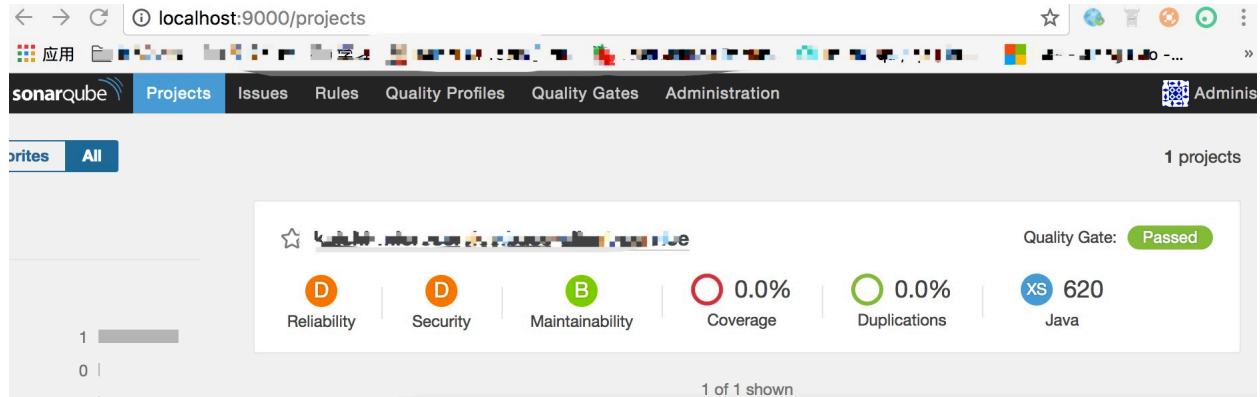 localhost:9000/projects
应用
sonarqube Projects Issues Rules Quality Profiles Quality Gates Administration Adminis
orites All 1 projects
Quality Gate: Passed
D D B 0.0% 0.0% XS 620
Reliability Security Maintainability Coverage Duplications Java
1
0
1 of 1 shown